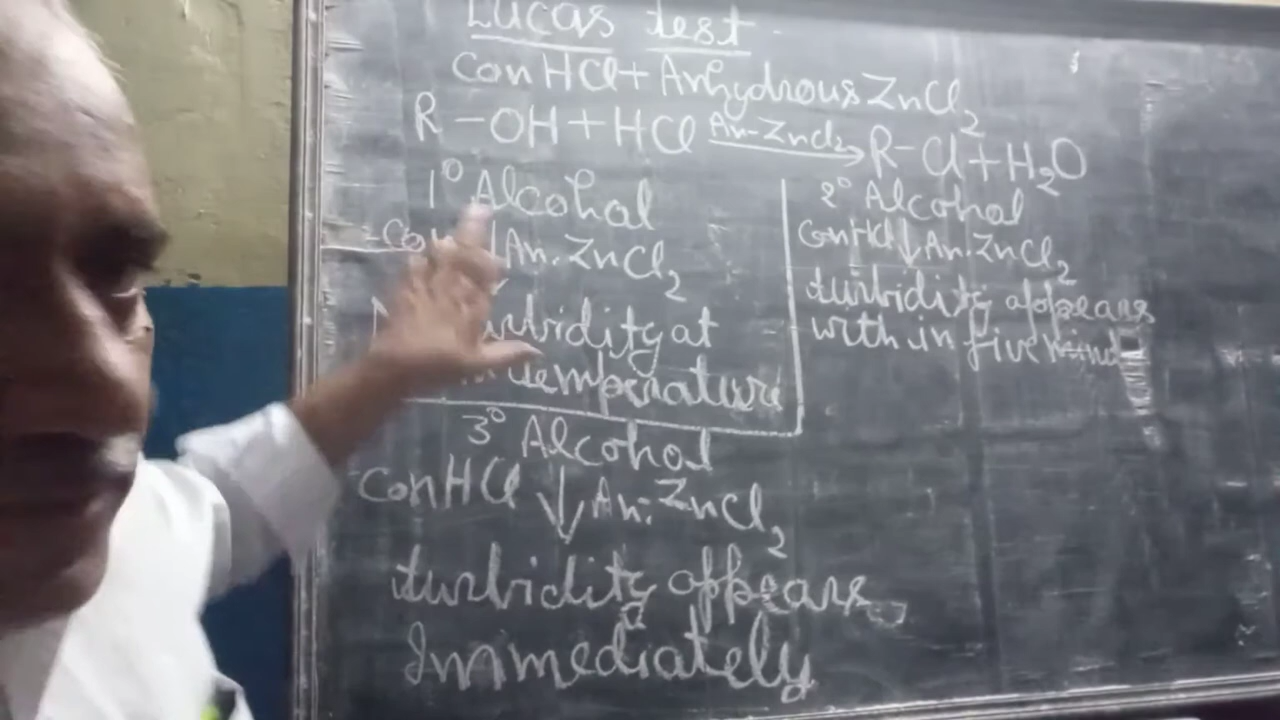 Lucas test
Con HCl + Anhydrous ZnCl2
R-OH + HCl An-ZnCl2 → R-Cl + H2O
1° Alcohol
An. ZnCl2
turbidity at
temperature
2° Alcohol
Con HCl ↓ An. ZnCl2
turbidity appears
with in five
3° Alcohol
Con HCl ↓ An. ZnCl2
turbidity appears
Immediately